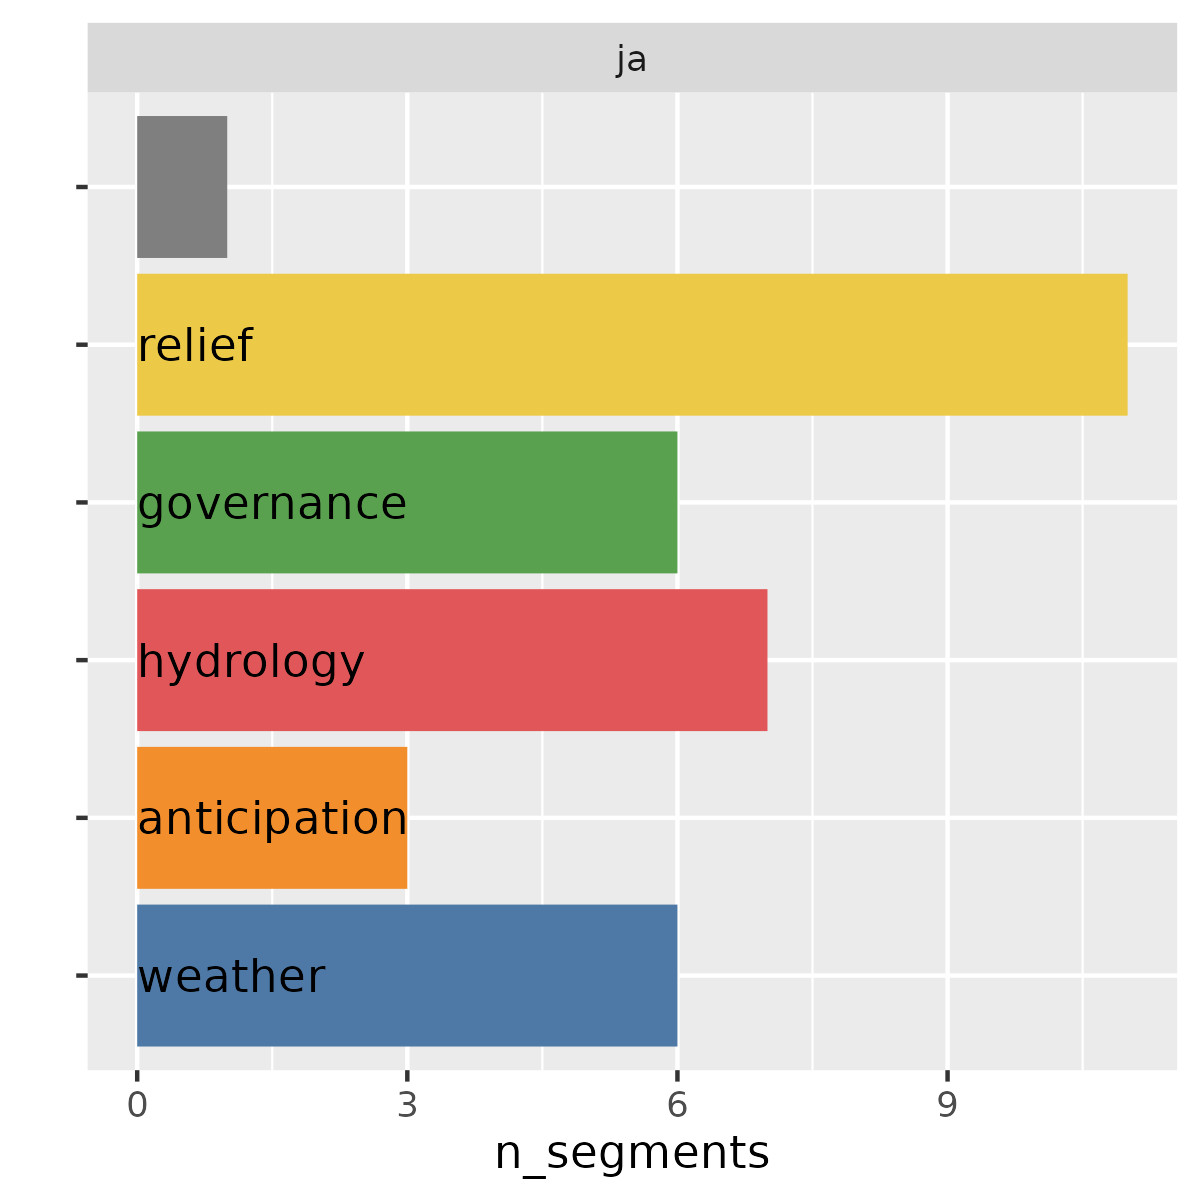 ja
relief
governance
hydrology
anticipation
weather
0 3 6 9
n_segments